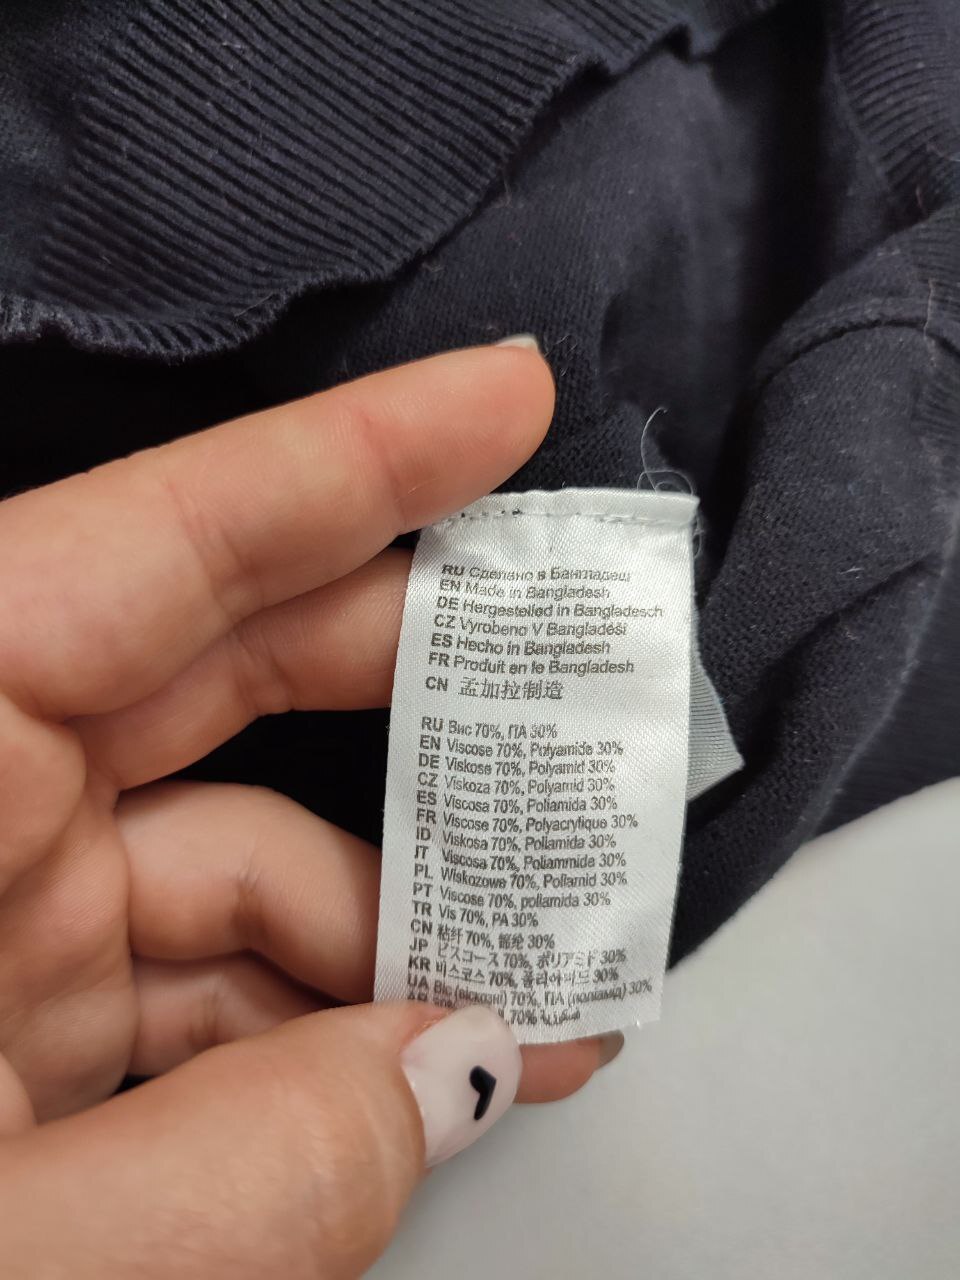 RU Сделано в Бангладеш
EN Made in Bangladesh
DE Hergestelled in Bangladesch
CZ Vyrobeno V Bangladéši
ES Hecho in Bangladesh
FR Produit en le Bangladesh
CN 孟加拉制造
RU Вис 70%, ПА 30%
EN Viscose 70%, Polyamide 30%
DE Viskose 70%, Polyamid 30%
CZ Viskoza 70%, Polyamid 30%
ES Viscosa 70%, Poliamida 30%
FR Viscose 70%, Polyacrytique 30%
ID Viskosa 70%, Poliamida 30%
IT Viscosa 70%, Poliammide 30%
PL Wiskozowe 70%, Poliamid 30%
PT Viscose 70%, poliamida 30%
TR Vis 70%, PA 30%
CN 粘纤 70%, 锦纶 30%
JP ビスコース 70%, ポリアミド 30%
KR 비스코스 70%, 폴리아미드 30%
UA Віс (віскозні) 70%, ПА (поліамід) 30%
70%